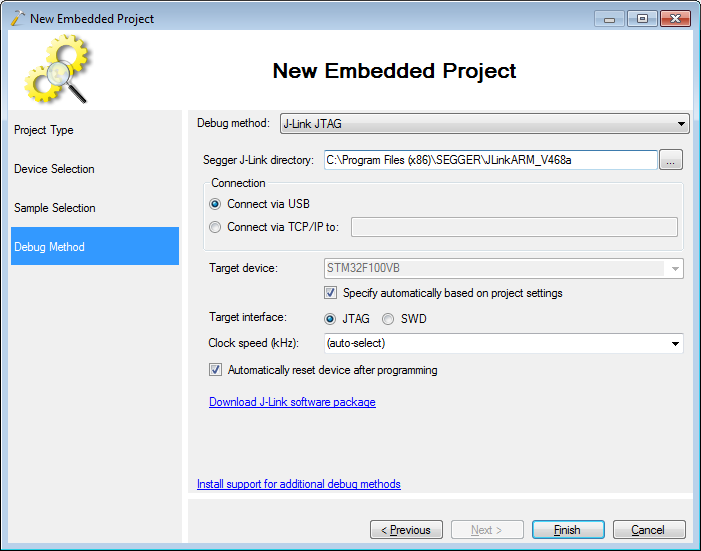 New Embedded Project
New Embedded Project
Project Type
Device Selection
Sample Selection
Debug Method
Debug method: J-Link JTAG
Segger J-Link directory: C:\Program Files (x86)\SEGGER\JLinkARM_V468a ...
Connection
Connect via USB
Connect via TCP/IP to:
Target device: STM32F100VB
Specify automatically based on project settings
Target interface: JTAG SWD
Clock speed (kHz): (auto-select)
Automatically reset device after programming
Download J-Link software package
Install support for additional debug methods
< Previous Next > Finish Cancel